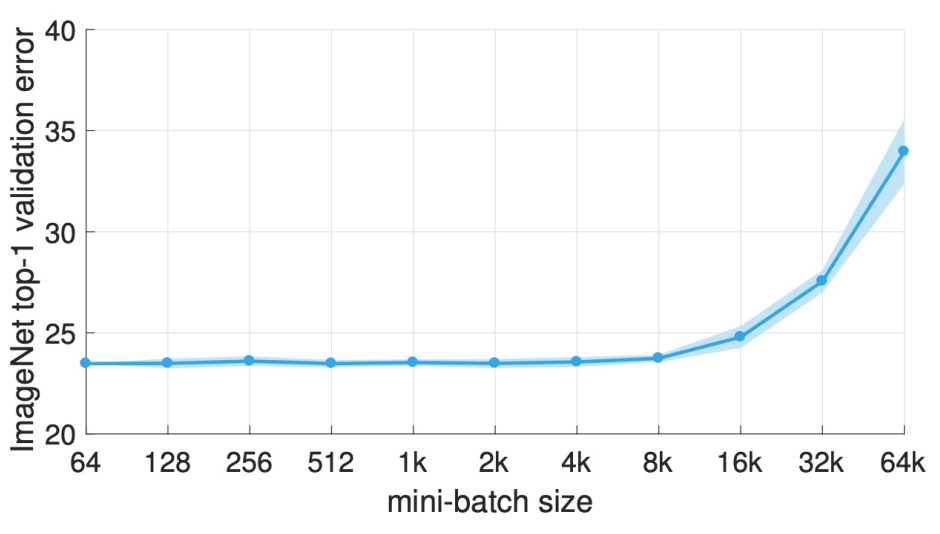 ImageNet top-1 validation error
40
35
30
25
20
64 128 256 512 1k 2k 4k 8k 16k 32k 64k
mini-batch size